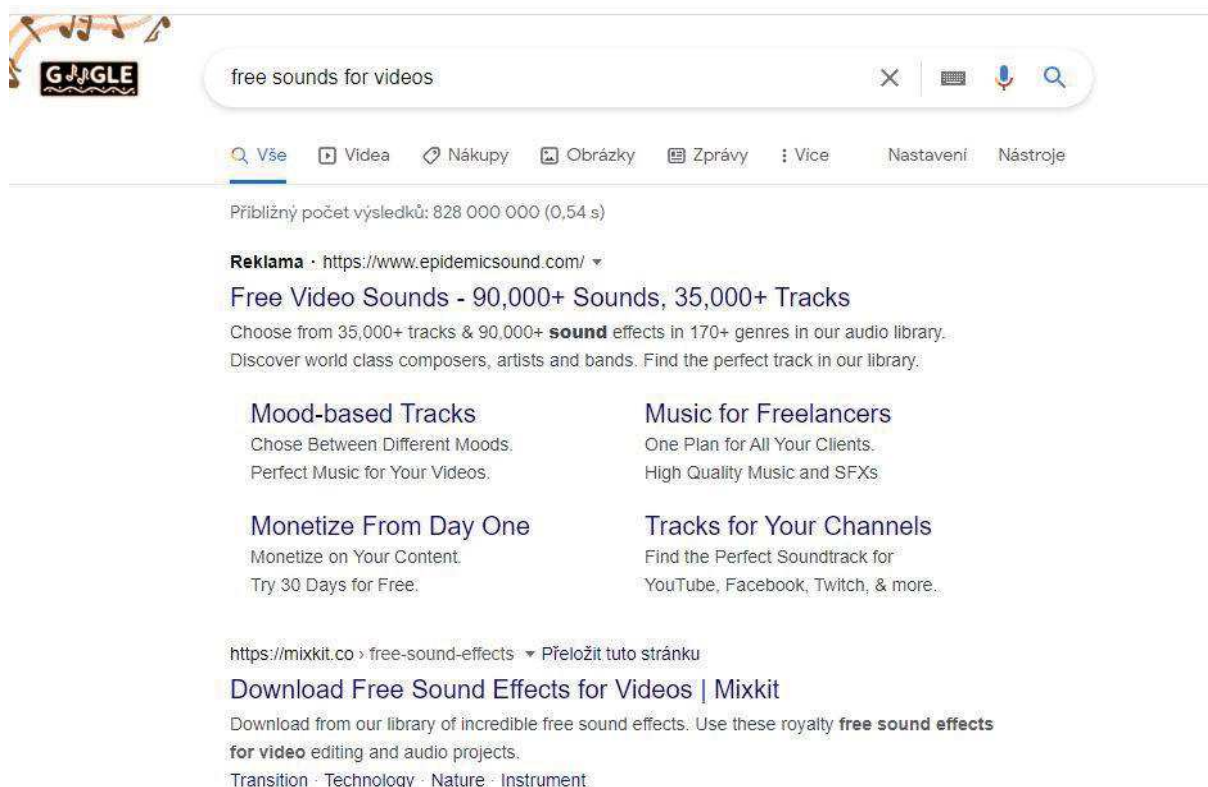 GOOGLE
free sounds for videos
Vše Videa Nákupy Obrázky Zprávy Více Nastavení Nástroje
Přibližný počet výsledků: 828 000 000 (0,54 s)
Reklama · https://www.epidemicsound.com/
Free Video Sounds - 90,000+ Sounds, 35,000+ Tracks
Choose from 35,000+ tracks & 90,000+ sound effects in 170+ genres in our audio library.
Discover world class composers, artists and bands. Find the perfect track in our library.
Mood-based Tracks
Chose Between Different Moods.
Perfect Music for Your Videos.
Music for Freelancers
One Plan for All Your Clients.
High Quality Music and SFXs
Monetize From Day One
Monetize on Your Content.
Try 30 Days for Free.
Tracks for Your Channels
Find the Perfect Soundtrack for
YouTube, Facebook, Twitch, & more.
https://mixkit.co › free-sound-effects Přeložit tuto stránku
Download Free Sound Effects for Videos | Mixkit
Download from our library of incredible free sound effects. Use these royalty free sound effects
for video editing and audio projects.
Transition · Technology · Nature · Instrument